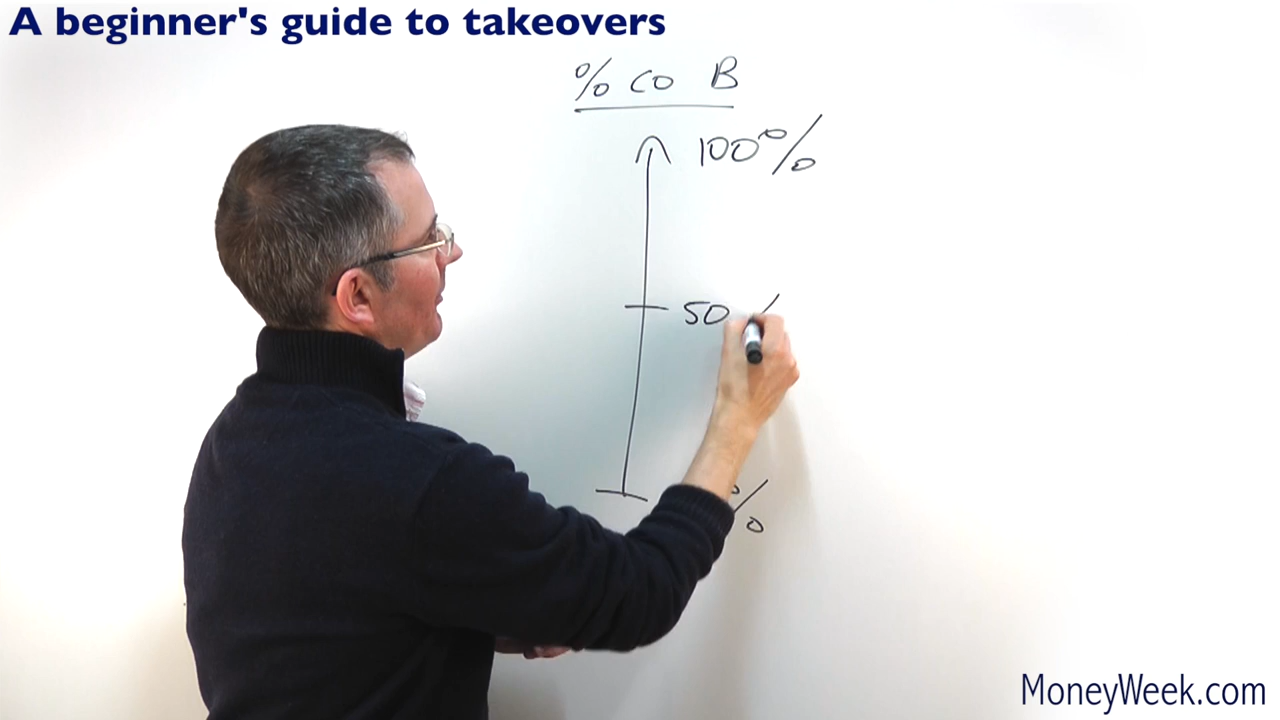 A beginner's guide to takeovers
% CO B
100%
50 %
%
MoneyWeek.com